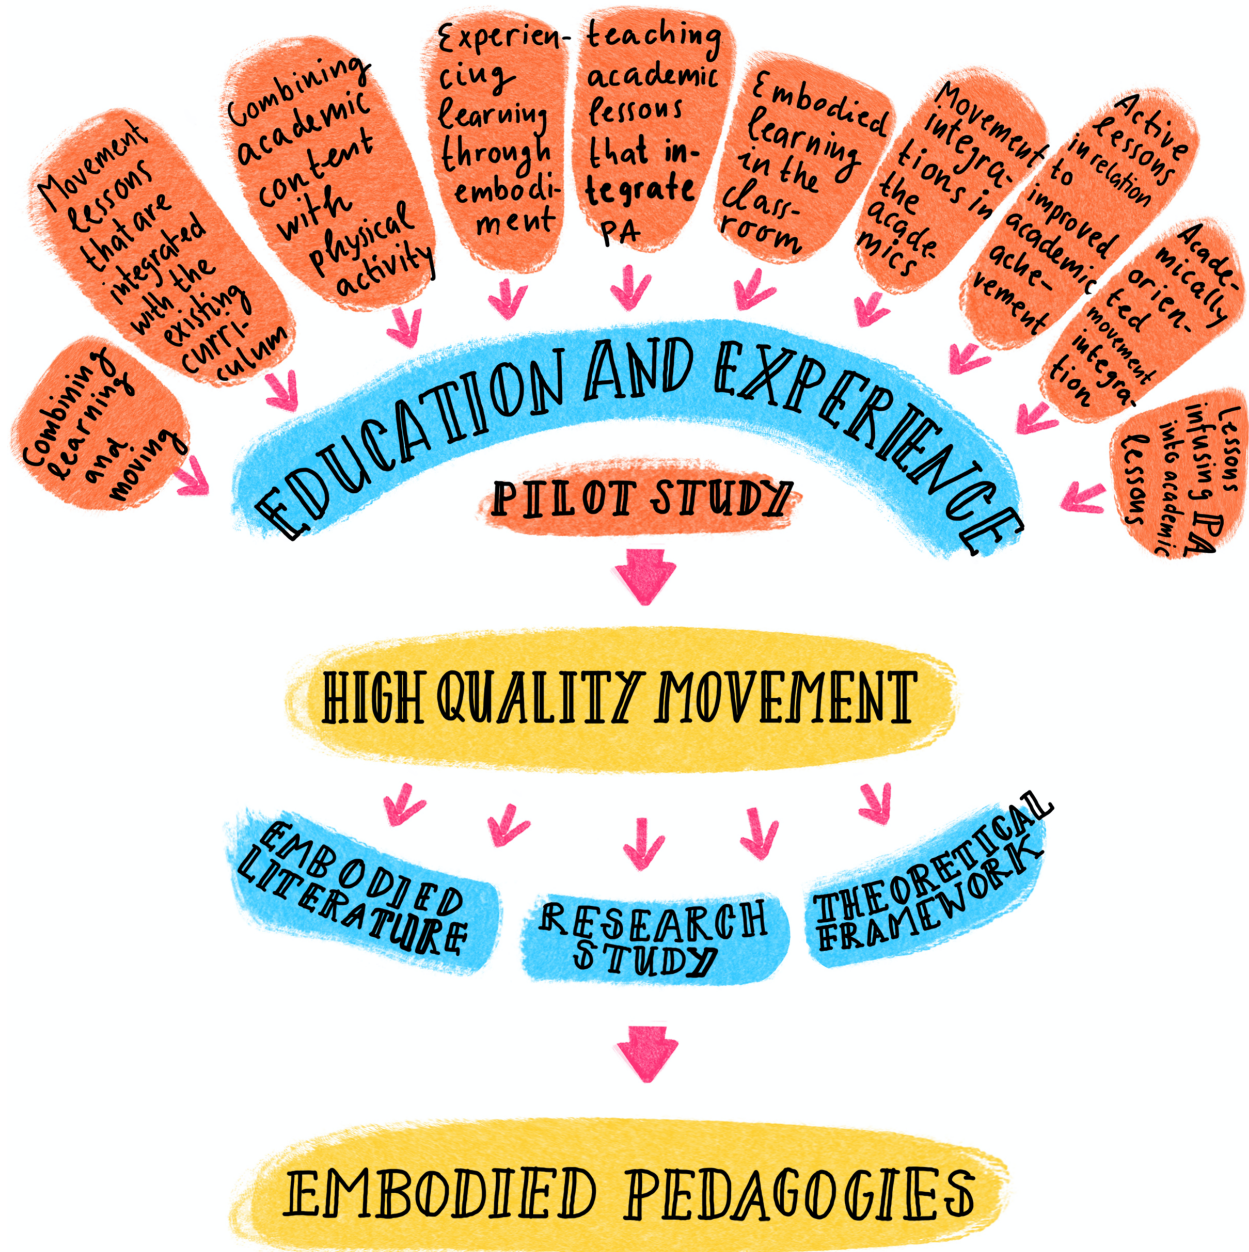 Combining
learning
and
moving
Movement
lessons
that are
integrated
with the
existing
curri-
culum
Combining
academic
content
with
physical
activity
Experien-
cing
learning
through
embodi-
ment
teaching
academic
lessons
that in-
tegrate
PA
Embodied
learning
in the
class-
room
Movement
integra-
tions in
the
acade-
mics
Active
lessons
in relation
to
improved
academic
ache-
vement
Acade-
mically
orien-
ted
movement
integra-
tion
Lessons
infusing PA
into academic
lessons
EDUCATION AND EXPERIENCE
PILOT STUDY
HIGH QUALITY MOVEMENT
EMBODIED
LITERATURE
RESEARCH
STUDY
THEORETICAL
FRAMEWORK
EMBODIED PEDAGOGIES